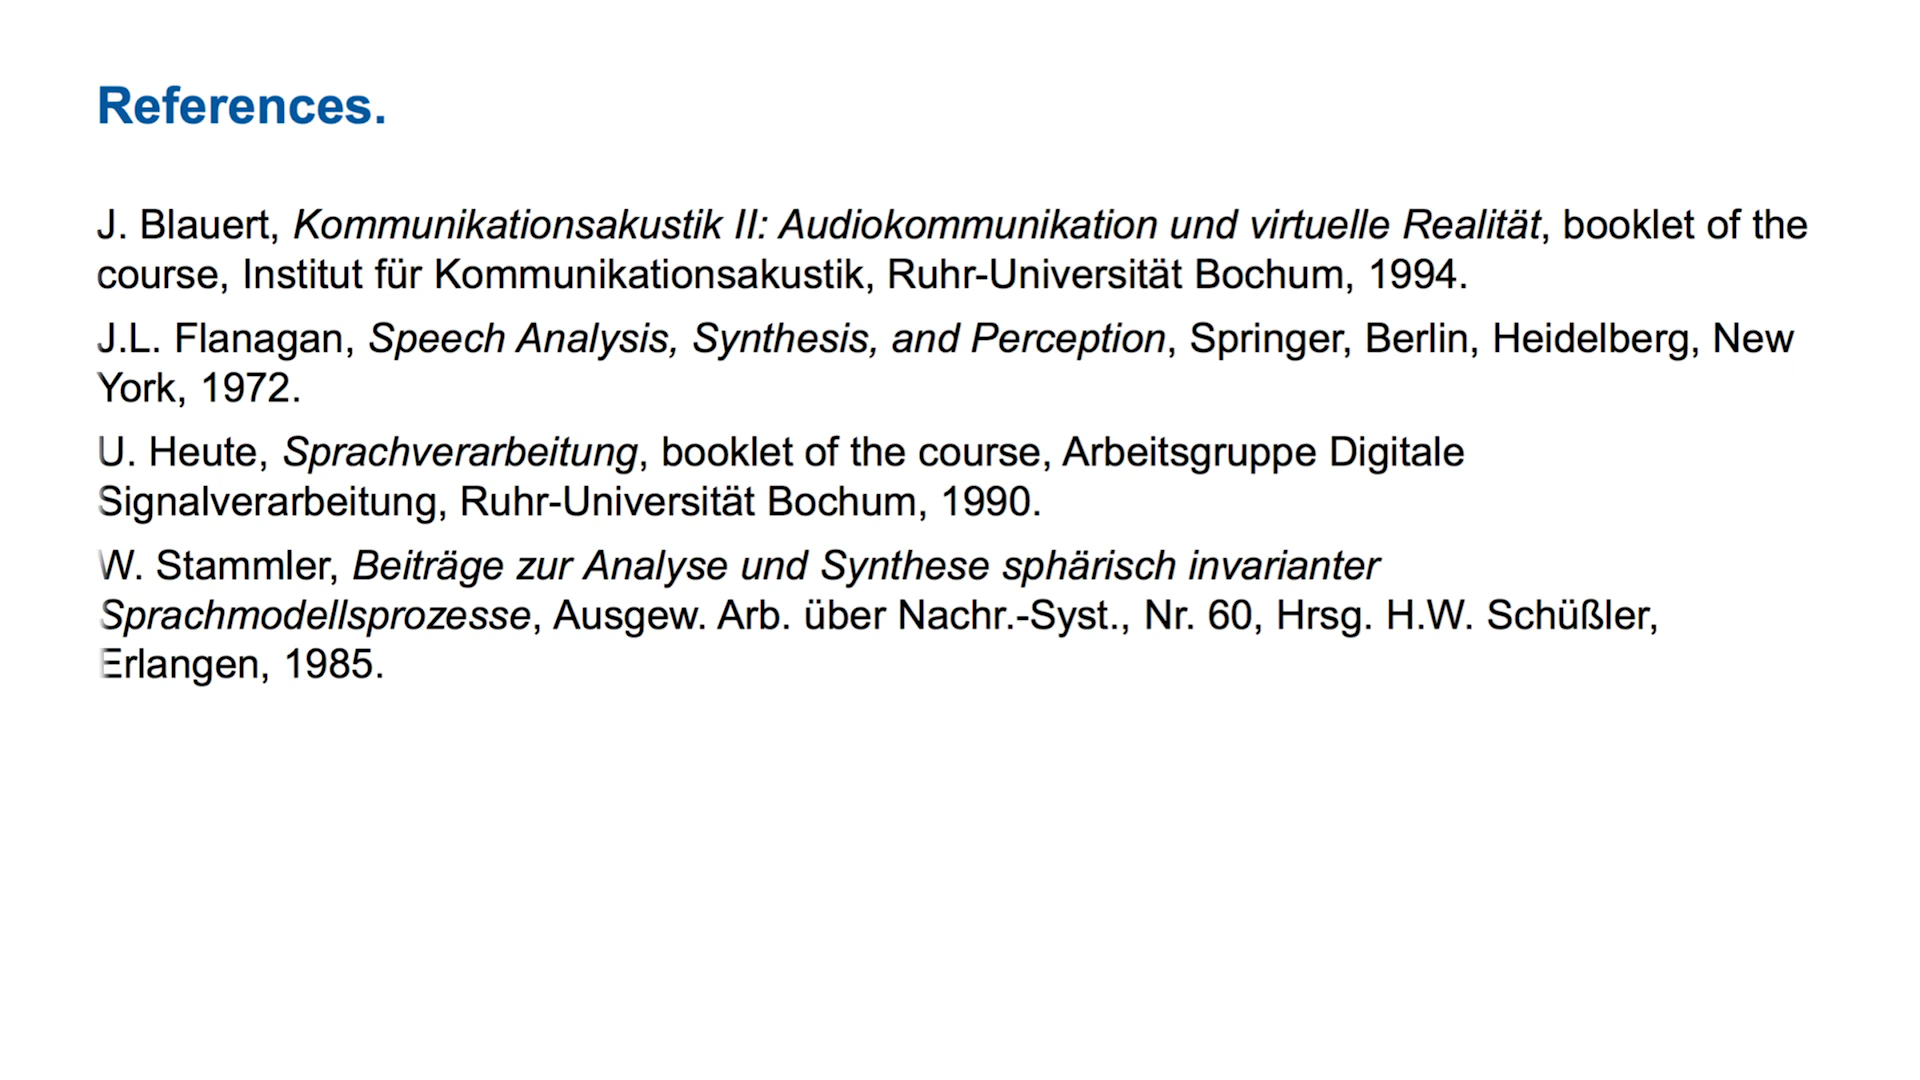 References.
J. Blauert, Kommunikationsakustik II: Audiokommunikation und virtuelle Realität, booklet of the
course, Institut für Kommunikationsakustik, Ruhr-Universität Bochum, 1994.
J.L. Flanagan, Speech Analysis, Synthesis, and Perception, Springer, Berlin, Heidelberg, New
York, 1972.
U. Heute, Sprachverarbeitung, booklet of the course, Arbeitsgruppe Digitale
Signalverarbeitung, Ruhr-Universität Bochum, 1990.
W. Stammler, Beiträge zur Analyse und Synthese sphärisch invarianter
Sprachmodellsprozesse, Ausgew. Arb. über Nachr.-Syst., Nr. 60, Hrsg. H.W. Schüßler,
Erlangen, 1985.